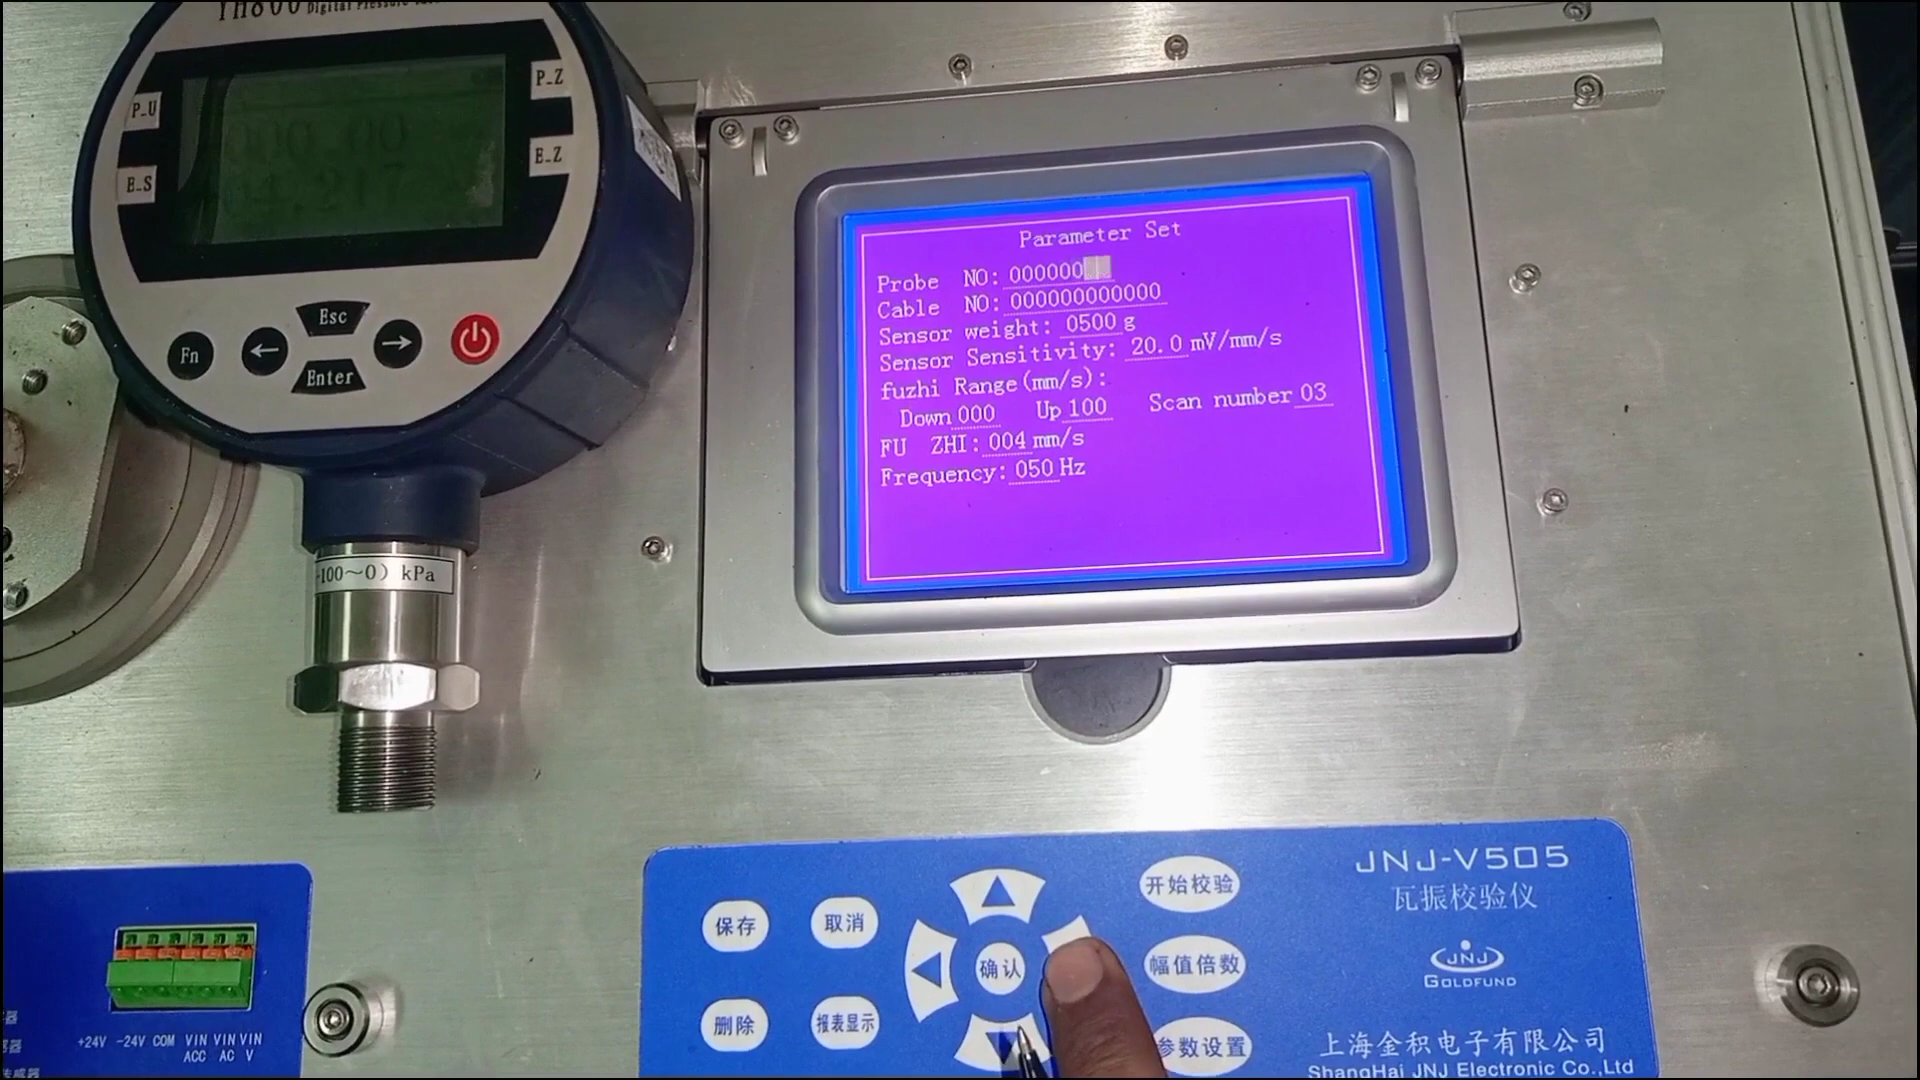 YH800 Digital Pressure
P_U
P_Z
B_S
E_Z
Esc
Fn
Enter
-100~0) kPa
Parameter Set
Probe NO: 000000
Cable NO: 000000000000
Sensor weight: 0500 g
Sensor Sensitivity: 20.0 mV/mm/s
fuzhi Range(mm/s):
Down 000 Up 100 Scan number 03
FU ZHI: 004 mm/s
Frequency: 050 Hz
保存
取消
确认
开始校验
幅值倍数
删除
报表显示
参数设置
JNJ-V505
瓦振校验仪
JNJ
GOLDFUND
上海金积电子有限公司
ShangHai JNJ Electronic Co.,Ltd
+24V -24V COM VIN VIN VIN
ACC AC V